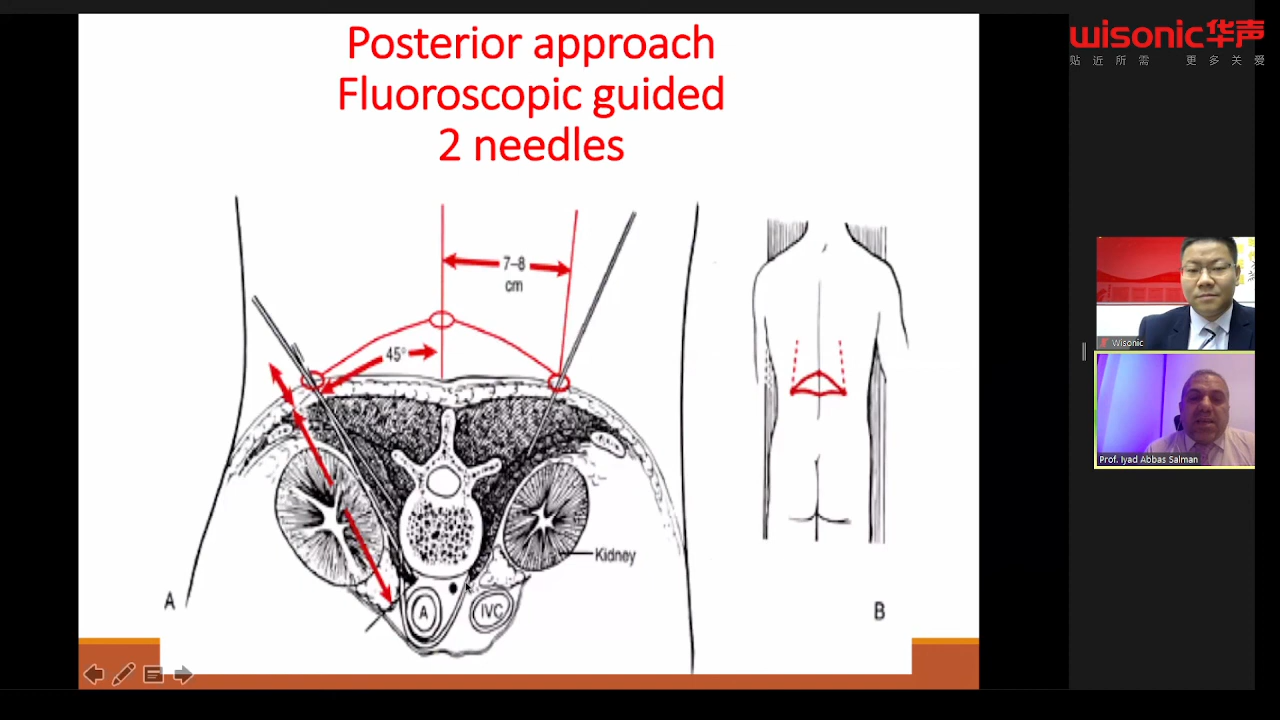 Posterior approach
Fluoroscopic guided
2 needles
wisonic华声
贴近所需 更多关爱
7–8
cm
45°
Kidney
A
IVC
A
B
Wisonic
Prof. Iyad Abbas Salman